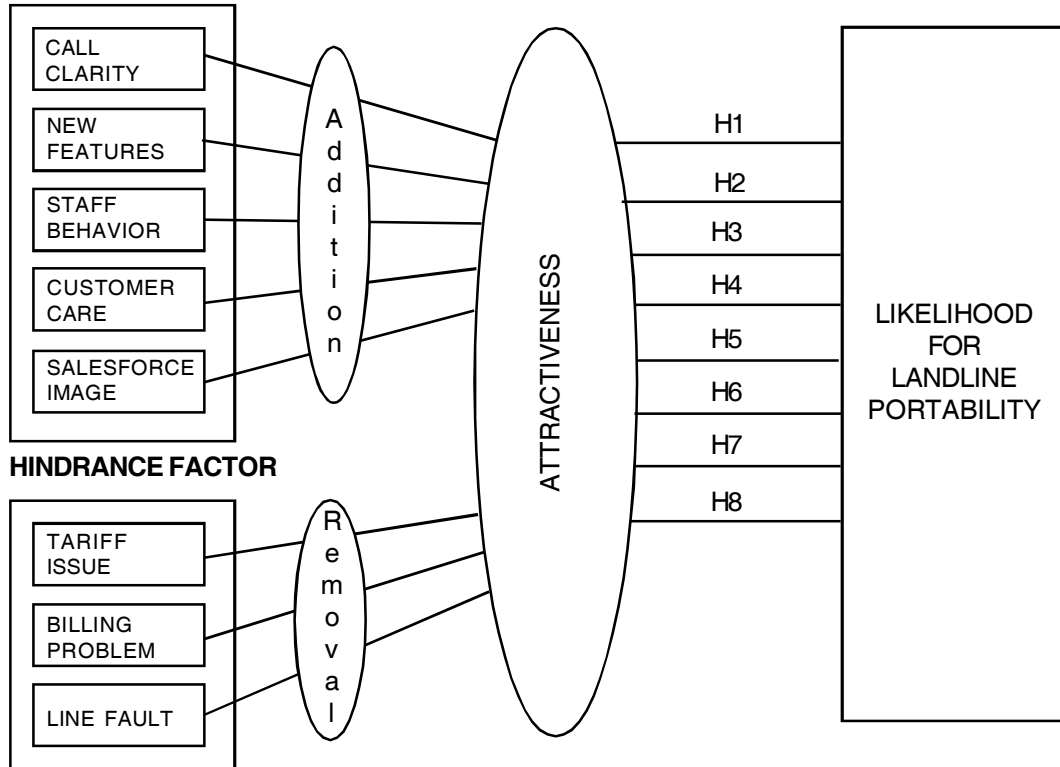 CALL
CLARITY
NEW
FEATURES
STAFF
BEHAVIOR
CUSTOMER
CARE
SALESFORCE
IMAGE
Addition
HINDRANCE FACTOR
TARIFF
ISSUE
BILLING
PROBLEM
LINE FAULT
Removal
ATTRACTIVENESS
H1
H2
H3
H4
H5
H6
H7
H8
LIKELIHOOD
FOR
LANDLINE
PORTABILITY